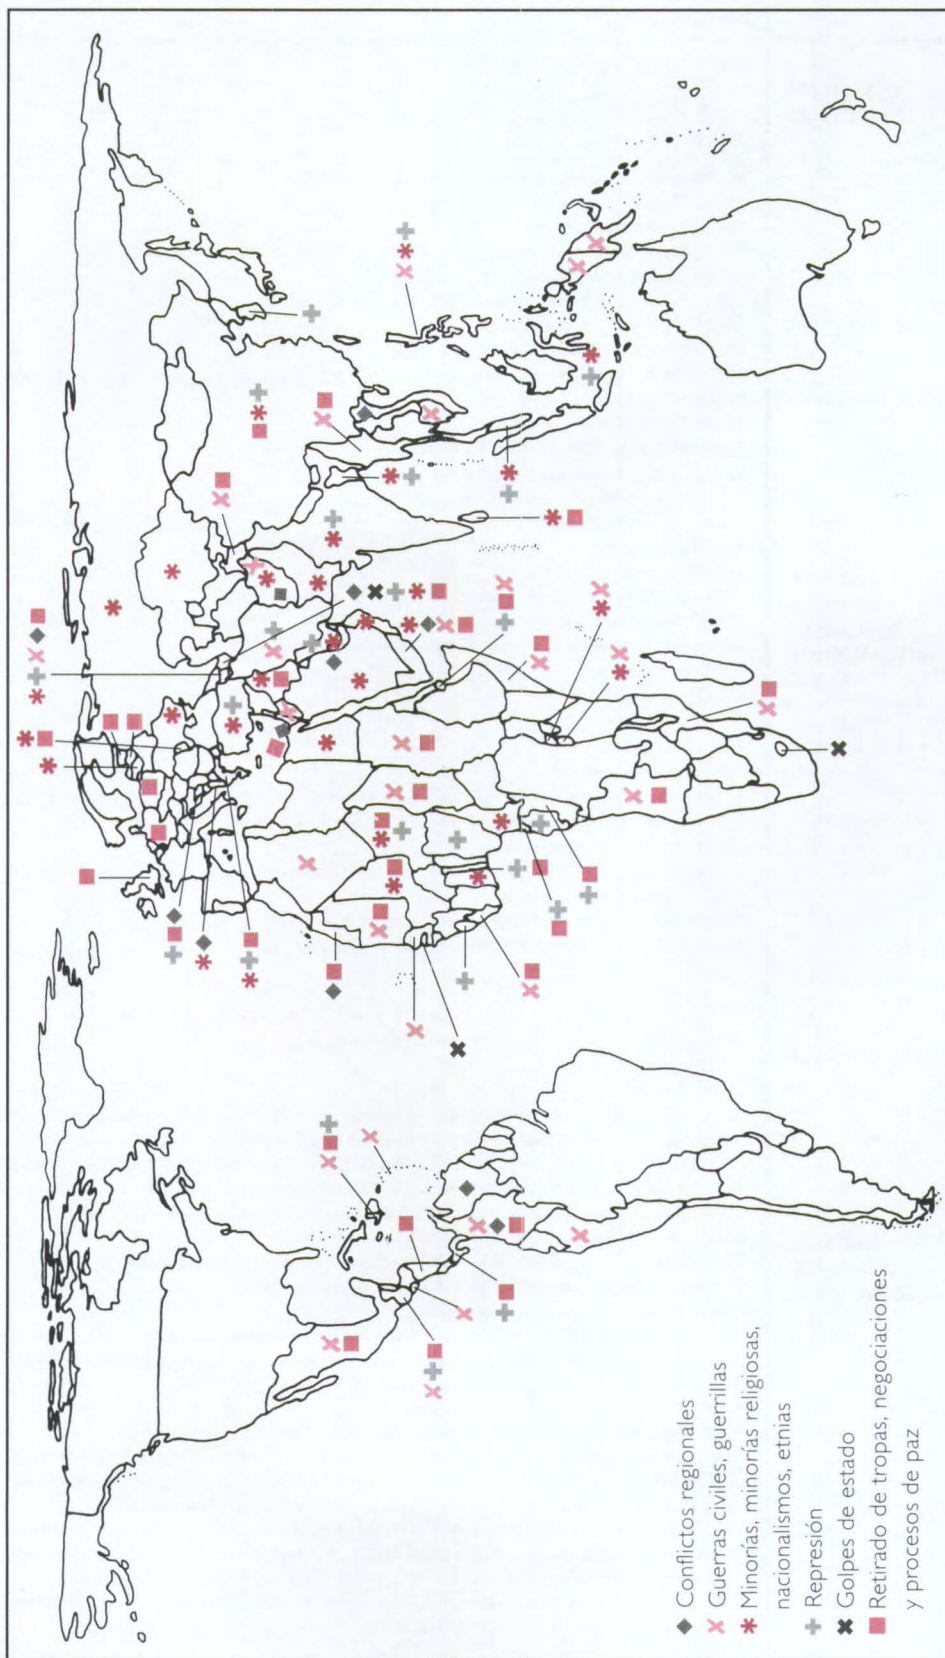 Conflictos regionales
Guerras civiles, guerrillas
Minorías, minorías religiosas,
nacionalismos, etnias
Represión
Golpes de estado
Retirado de tropas, negociaciones
y procesos de paz